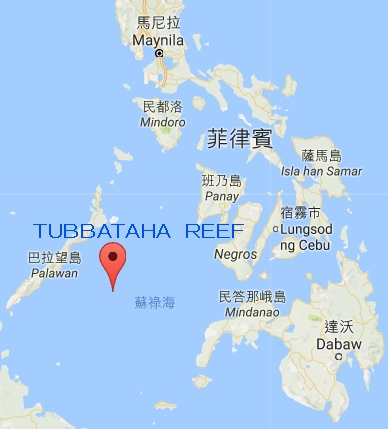 馬尼拉
Maynila
民都洛
Mindoro
菲律賓
薩馬島
Isla han Samar
班乃島
Panay
宿霧市
Lungsod
ng Cebu
TUBBATAHA REEF
Negros
巴拉望島
Palawan
蘇祿海
民答那峨島
Mindanao
達沃
Dabaw